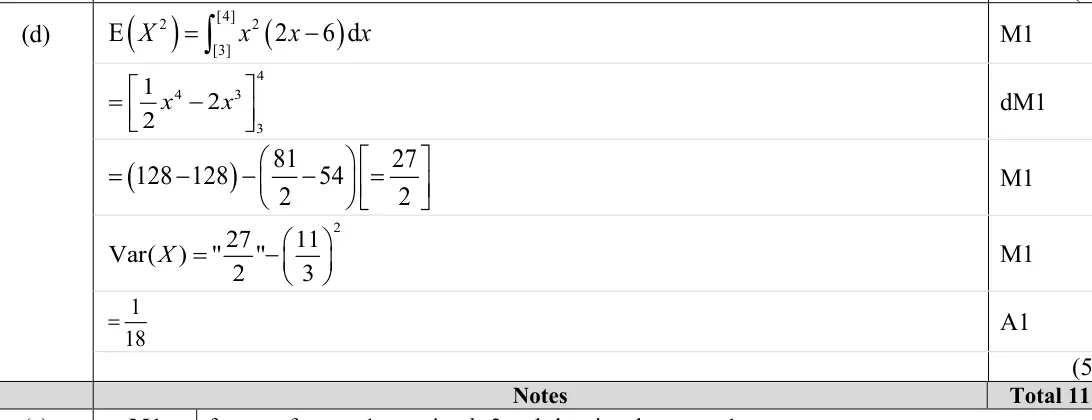 (d) E(X²) = ∫_[3]^[4] x²(2x − 6)dx M1
= [1/2 x⁴ − 2x³]₃⁴ dM1
= (128 − 128) − (81/2 − 54) [= 27/2] M1
Var(X) = "27/2" − (11/3)² M1
= 1/18 A1
(5
Notes Total 11